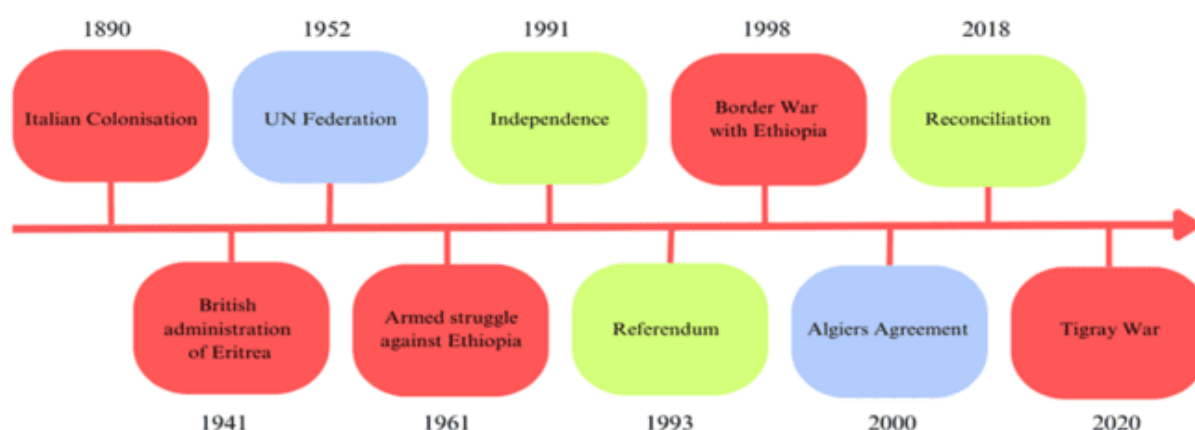 1890
1952
1991
1998
2018
Italian Colonisation
UN Federation
Independence
Border War
with Ethiopia
Reconciliation
British
administration
of Eritrea
Armed struggle
against Ethiopia
Referendum
Algiers Agreement
Tigray War
1941
1961
1993
2000
2020